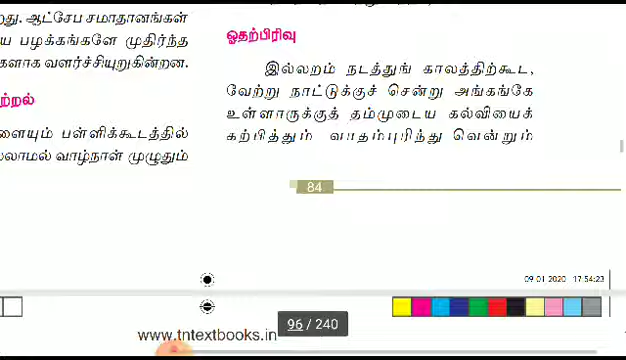 றது. ஆட்சேப சமாதானங்கள்
ய பழக்கங்களே முதிர்ந்த
களாக வளர்ச்சியுறுகின்றன.
ற்றல்
ளையும் பள்ளிக்கூடத்தில்
லாமல் வாழ்நாள் முழுதும்
ஓதற்பிரிவு
இல்லறம் நடத்துங் காலத்திற்கூட,
வேற்று நாட்டுக்குச் சென்று அங்கங்கே
உள்ளாருக்குத் தம்முடைய கல்வியைக்
கற்பித்தும் வாதம்புரிந்து வென்றும்
84
09 01 2020 17:54:23
96 / 240
www.tntextbooks.in